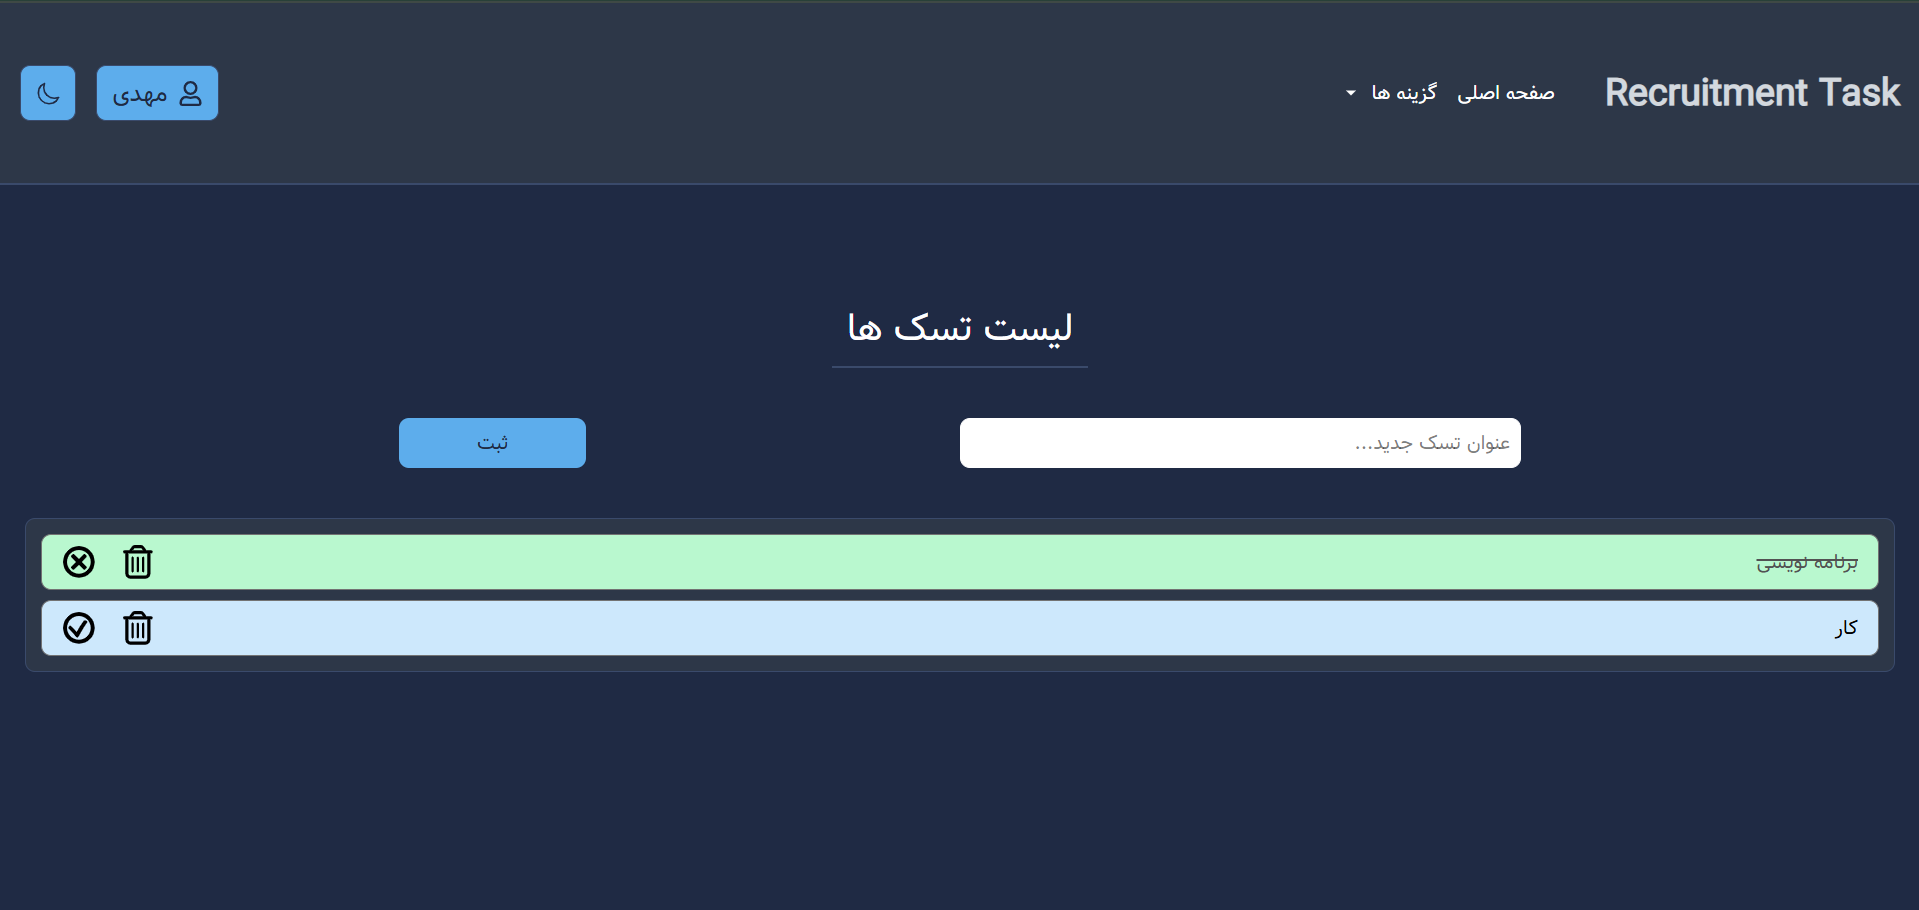 Recruitment Task
صفحه اصلی
گزینه ها
مهدی
لیست تسک ها
عنوان تسک جدید...
ثبت
برنامه نویسی
کار